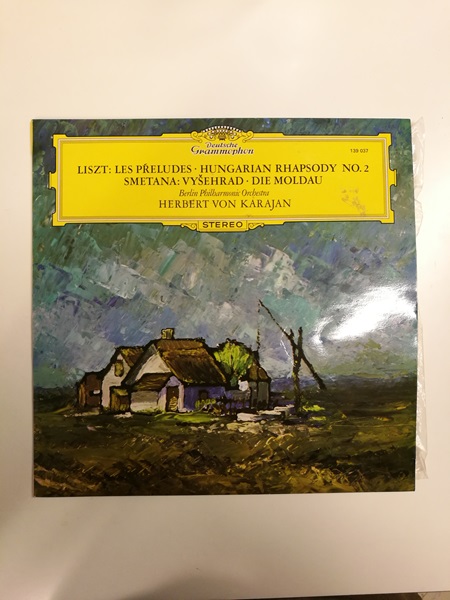 Deutsche
Grammophon
139 037
LISZT: LES PŘELUDES · HUNGARIAN RHAPSODY NO. 2
SMETANA: VYŠEHRAD · DIE MOLDAU
Berlin Philharmonic Orchestra
HERBERT VON KARAJAN
STEREO